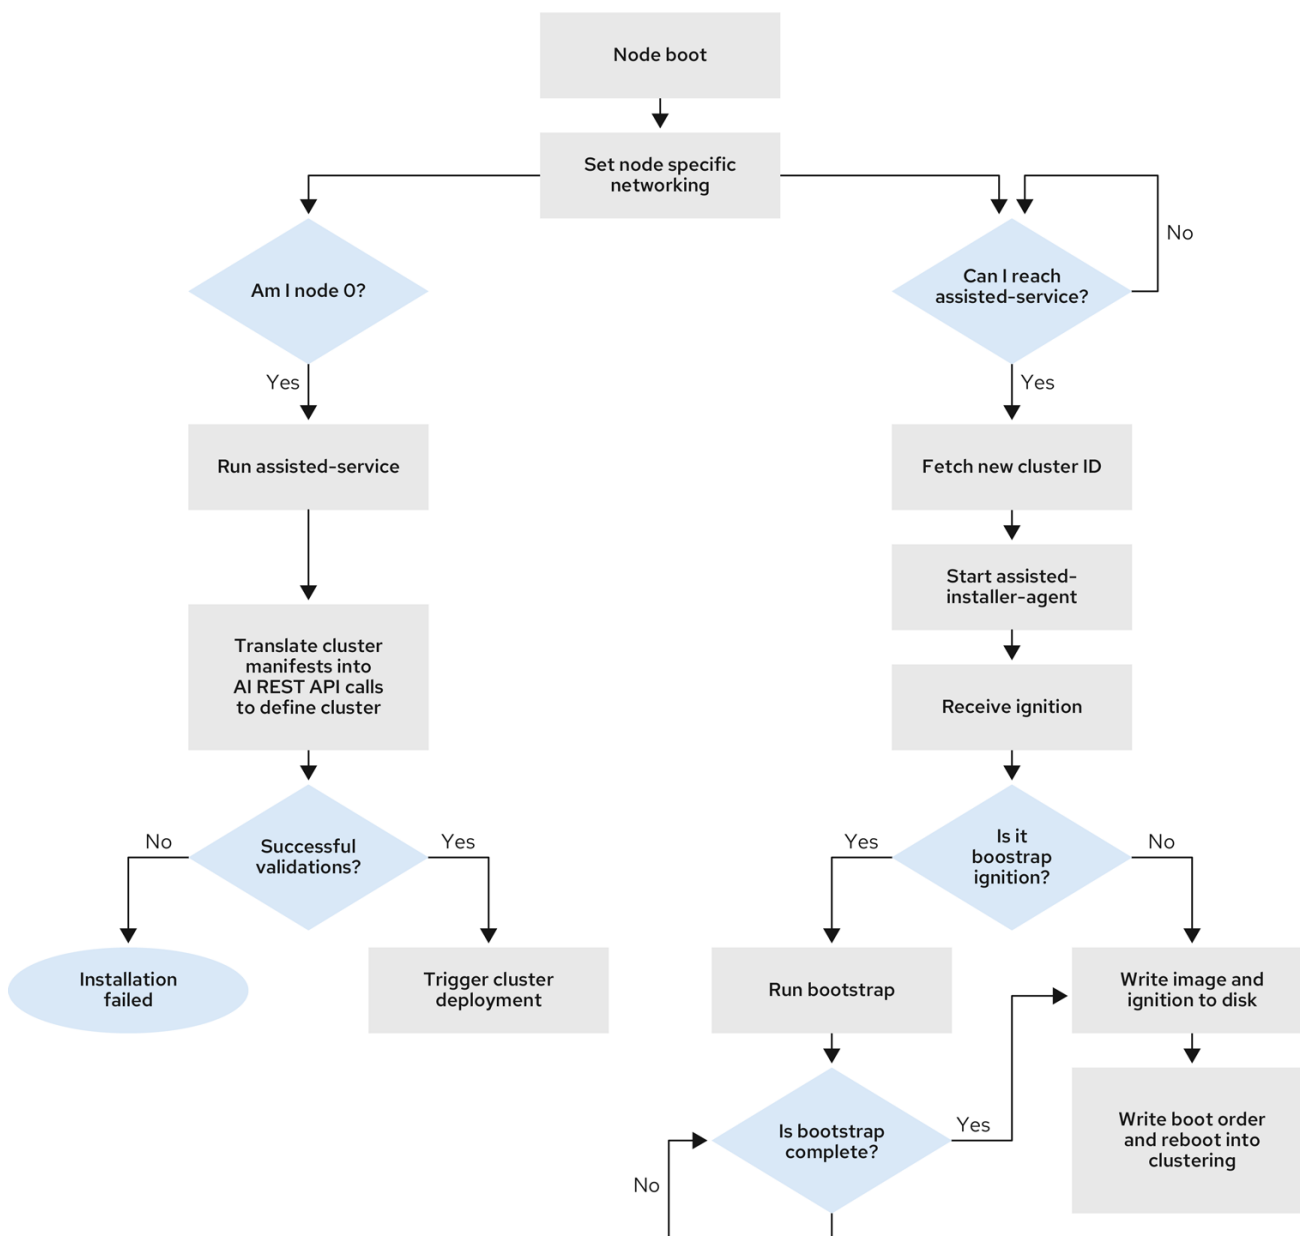 Node boot
Set node specific
networking
No
Am I node 0?
Can I reach
assisted-service?
Yes
Yes
Run assisted-service
Fetch new cluster ID
Start assisted-
installer-agent
Translate cluster
manifests into
AI REST API calls
to define cluster
Receive ignition
No
Yes
Successful
validations?
Yes
No
Is it
boostrap
ignition?
Installation
failed
Trigger cluster
deployment
Run bootstrap
Write image and
ignition to disk
Yes
Is bootstrap
complete?
No
Write boot order
and reboot into
clustering